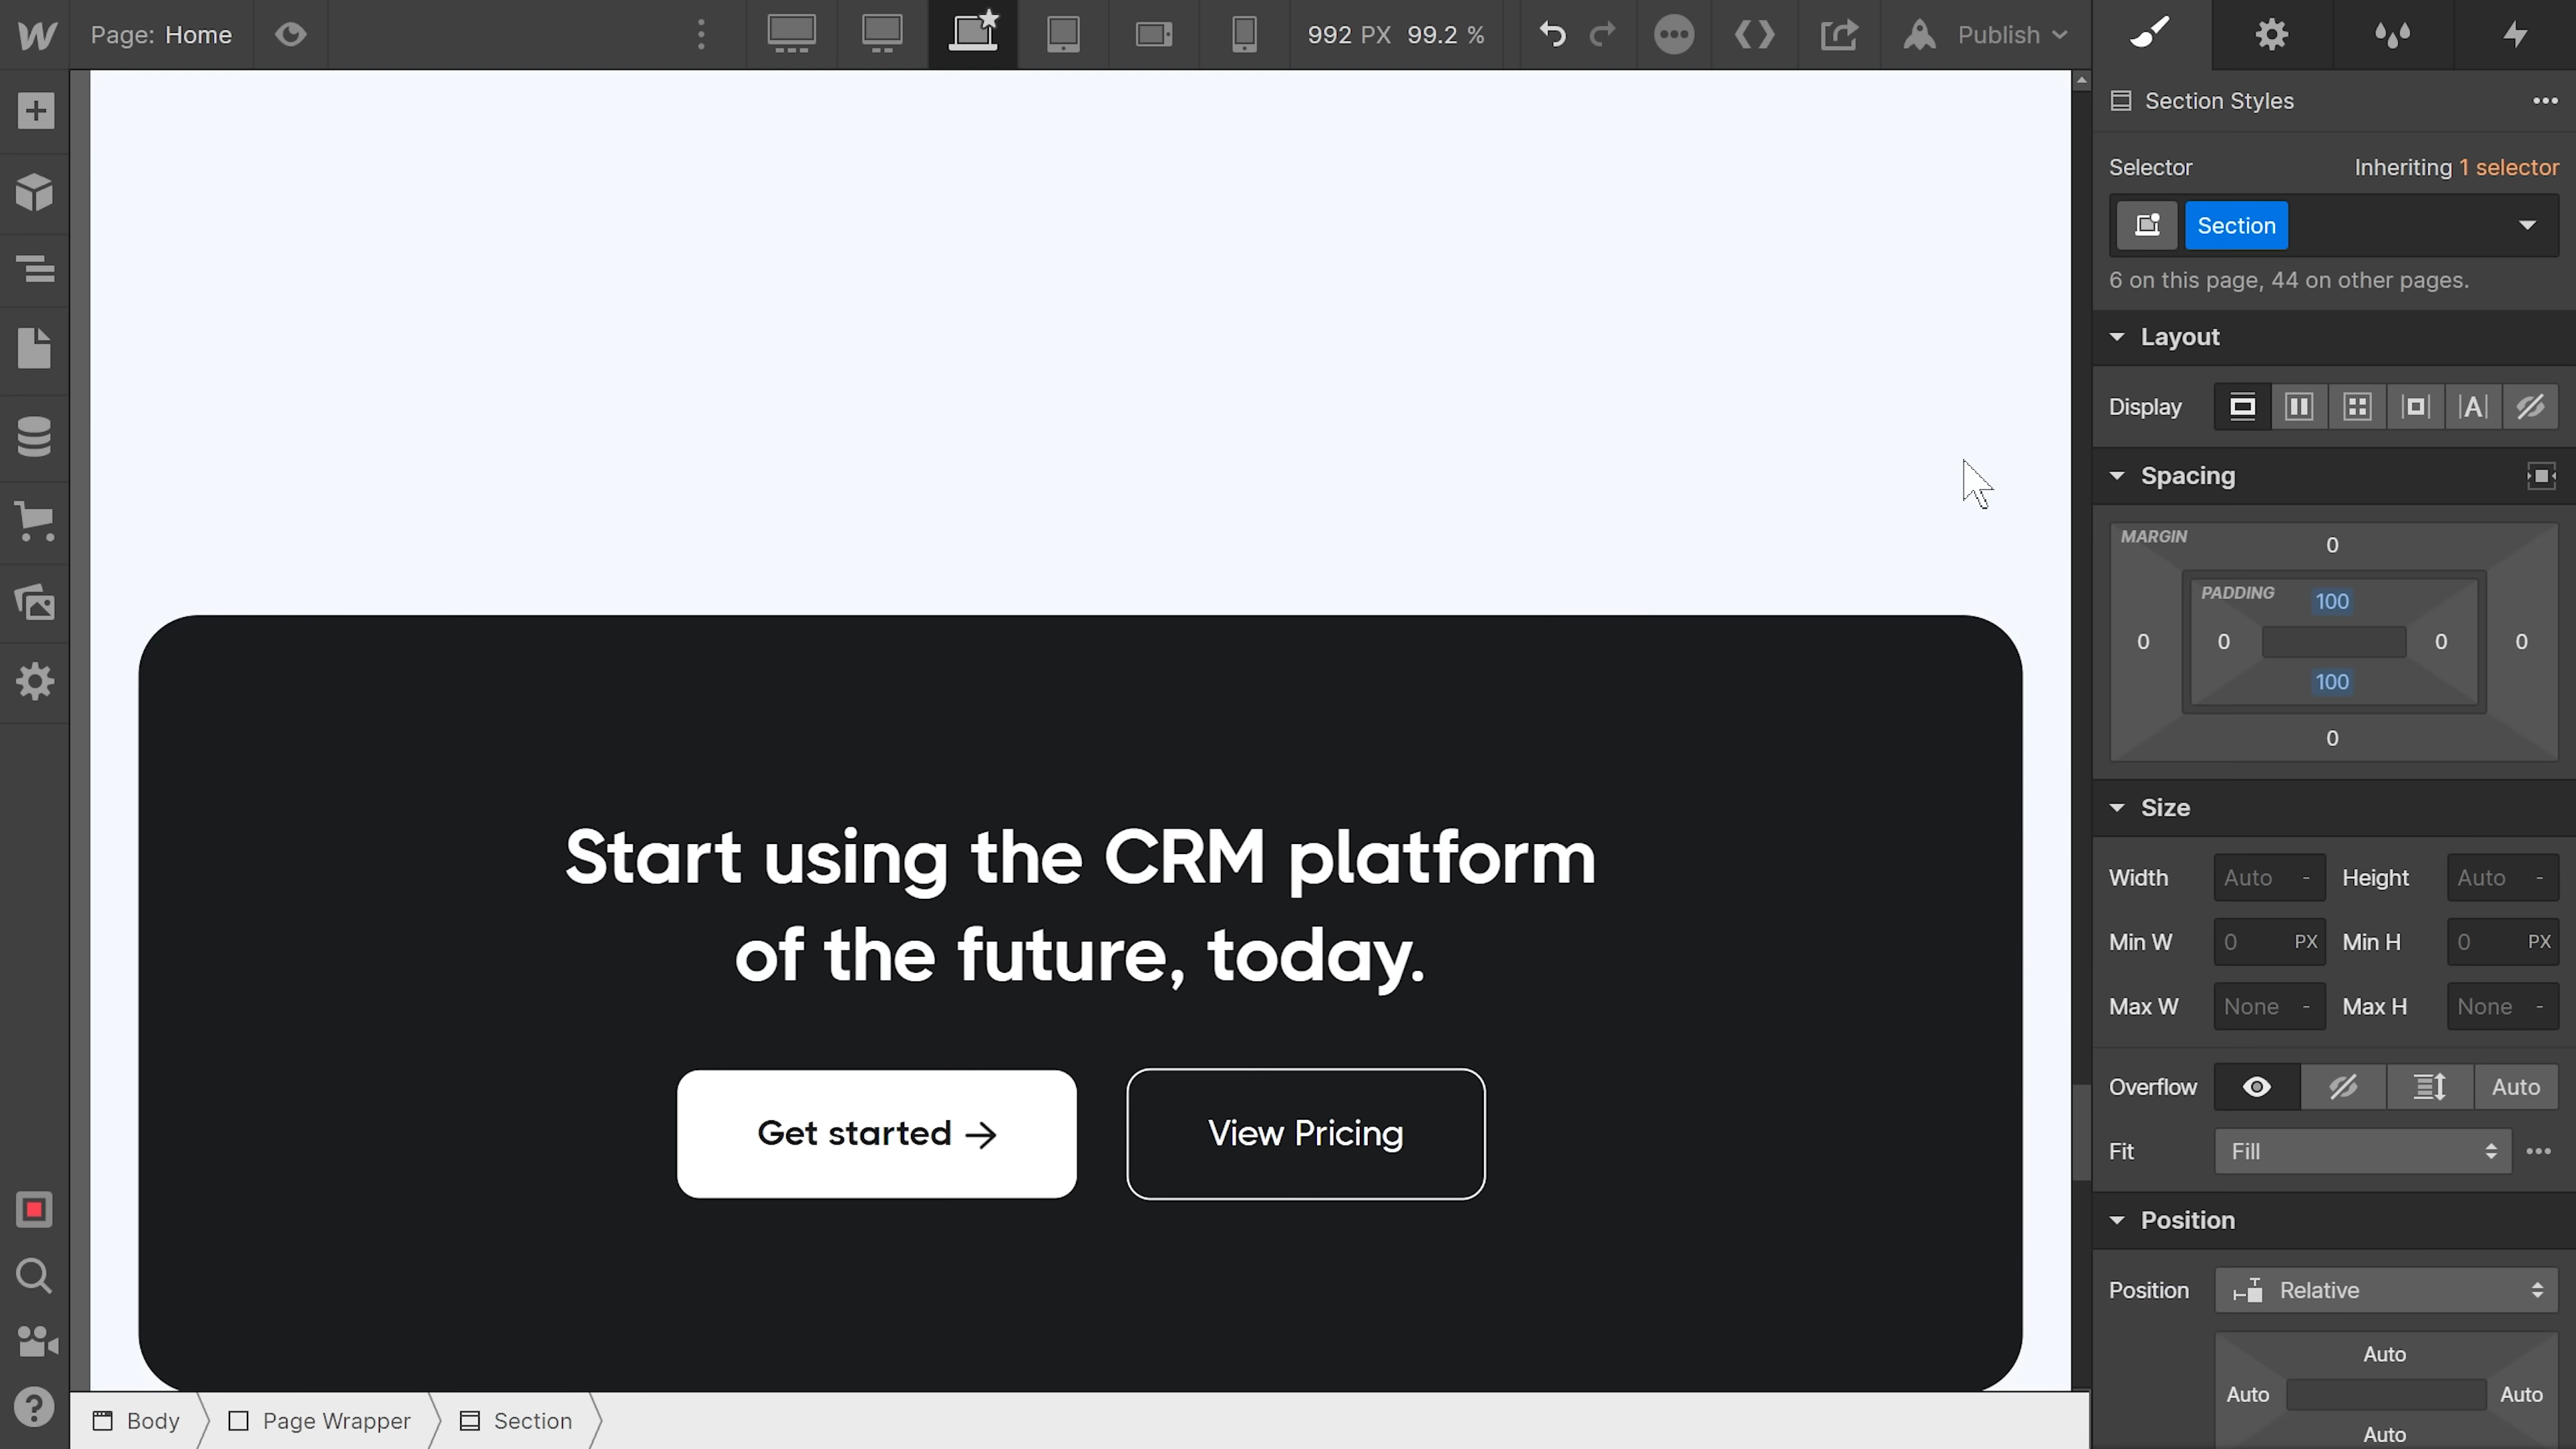 Page: Home
992 PX 99.2 %
Publish
Section Styles
Selector
Inheriting 1 selector
Section
6 on this page, 44 on other pages.
Layout
Display
Spacing
MARGIN
0
PADDING
100
0 0 0 0
100
0
Start using the CRM platform
of the future, today.
Get started →
View Pricing
Size
Width Auto - Height Auto -
Min W 0 PX Min H 0 PX
Max W None - Max H None -
Overflow Auto
Fit Fill
Position
Position Relative
Auto
Auto Auto
Auto
Body Page Wrapper Section